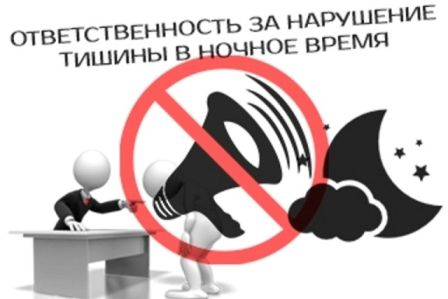 ОТВЕТСТВЕННОСТЬ ЗА НАРУШЕНИЕ
ТИШИНЫ В НОЧНОЕ ВРЕМЯ